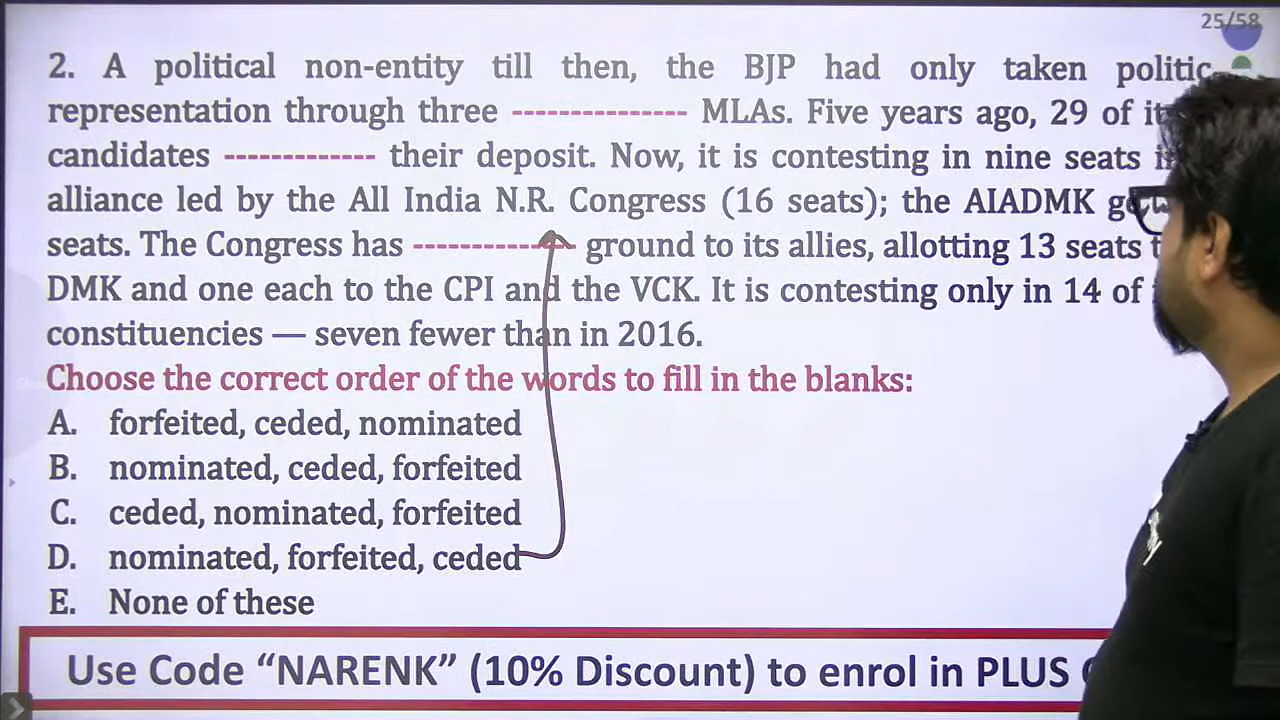 25/58
2. A political non-entity till then, the BJP had only taken
representation through three --------------- MLAs. Five years ago, 29 of
candidates ------------- their deposit. Now, it is contesting in nine seats
alliance led by the All India N.R. Congress (16 seats); the AIADMK
seats. The Congress has -------------- ground to its allies, allotting 13 seats
DMK and one each to the CPI and the VCK. It is contesting only in 14 of
constituencies — seven fewer than in 2016.
Choose the correct order of the words to fill in the blanks:
A. forfeited, ceded, nominated
B. nominated, ceded, forfeited
C. ceded, nominated, forfeited
D. nominated, forfeited, ceded
E. None of these
Use Code “NARENK” (10% Discount) to enrol in PLUS